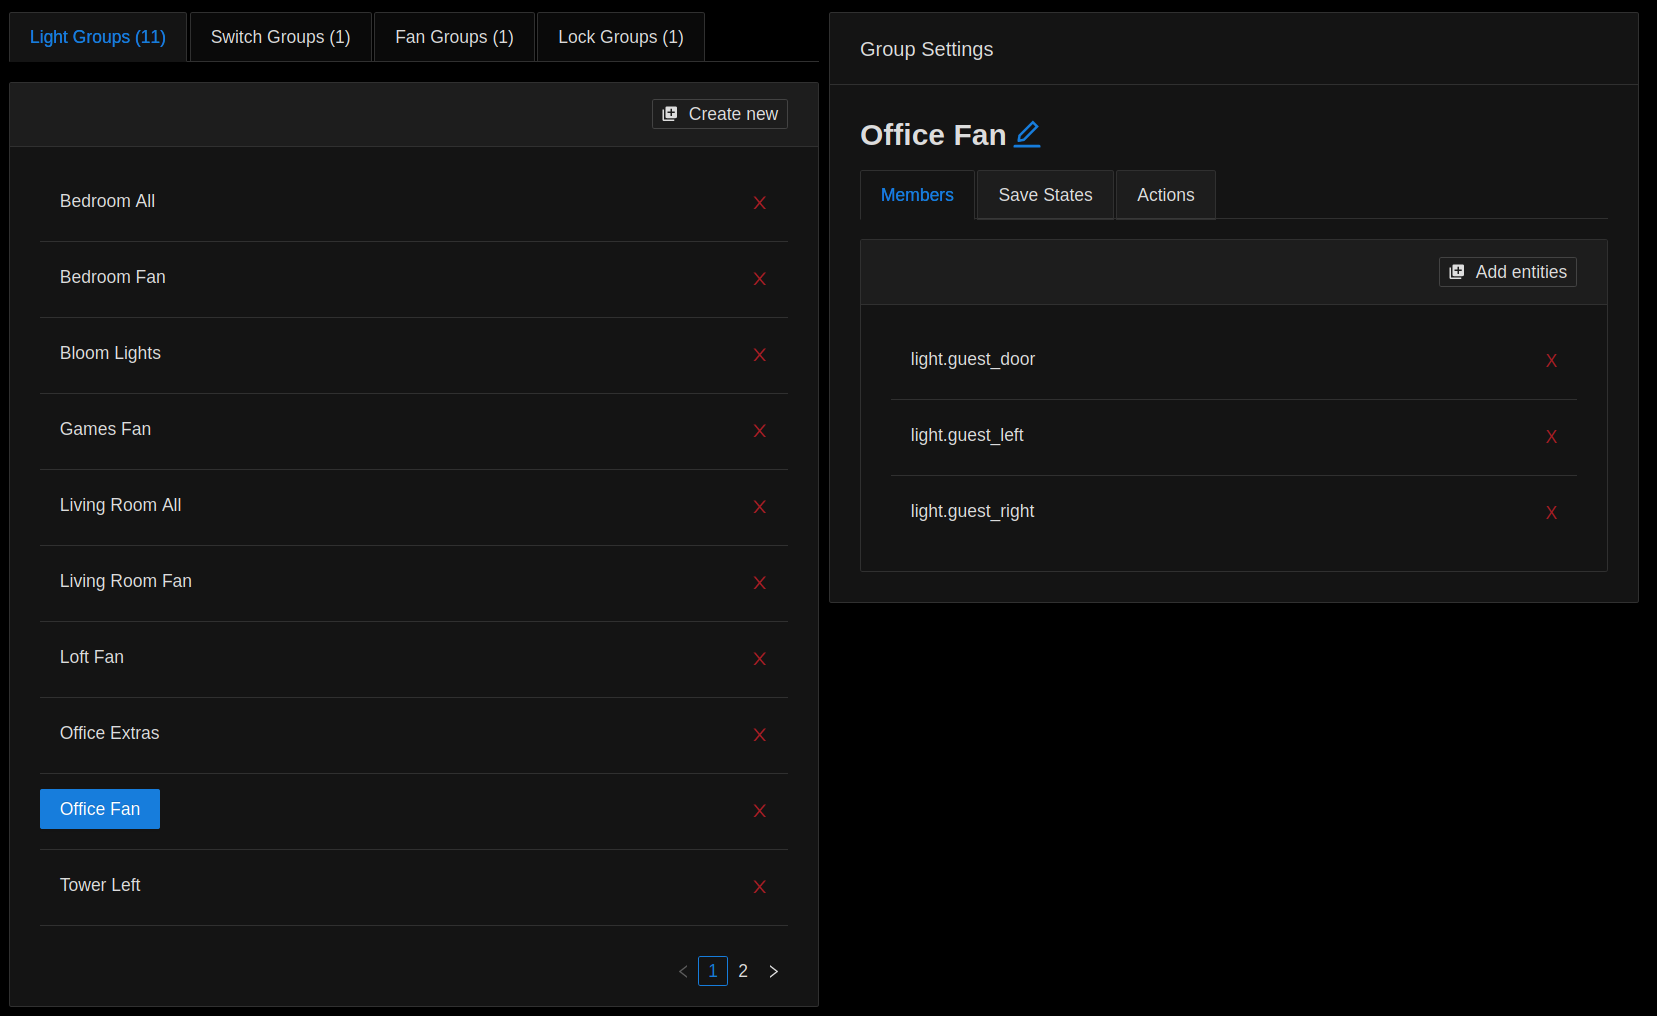 Light Groups (11)
Switch Groups (1)
Fan Groups (1)
Lock Groups (1)
Create new
Bedroom All
Bedroom Fan
Bloom Lights
Games Fan
Living Room All
Living Room Fan
Loft Fan
Office Extras
Office Fan
Tower Left
1
2
Group Settings
Office Fan
Members
Save States
Actions
Add entities
light.guest_door
light.guest_left
light.guest_right